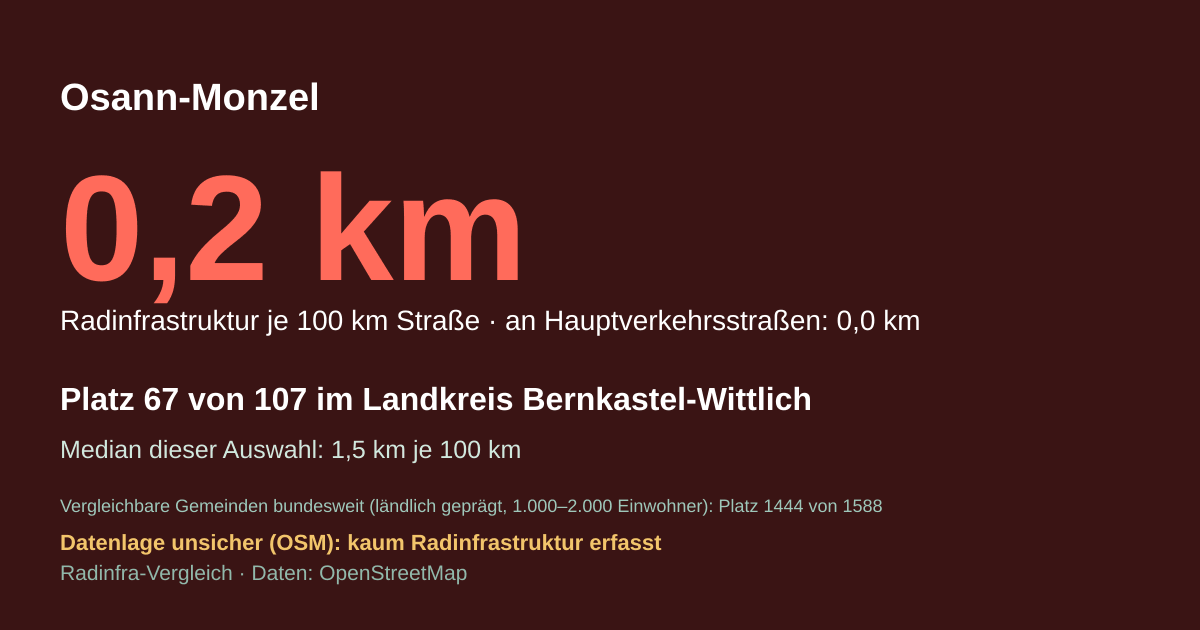 Osann-Monzel
0,2 km
Radinfrastruktur je 100 km Straße · an Hauptverkehrsstraßen: 0,0 km
Platz 67 von 107 im Landkreis Bernkastel-Wittlich
Median dieser Auswahl: 1,5 km je 100 km
Vergleichbare Gemeinden bundesweit (ländlich geprägt, 1.000–2.000 Einwohner): Platz 1444 von 1588
Datenlage unsicher (OSM): kaum Radinfrastruktur erfasst
Radinfra-Vergleich · Daten: OpenStreetMap